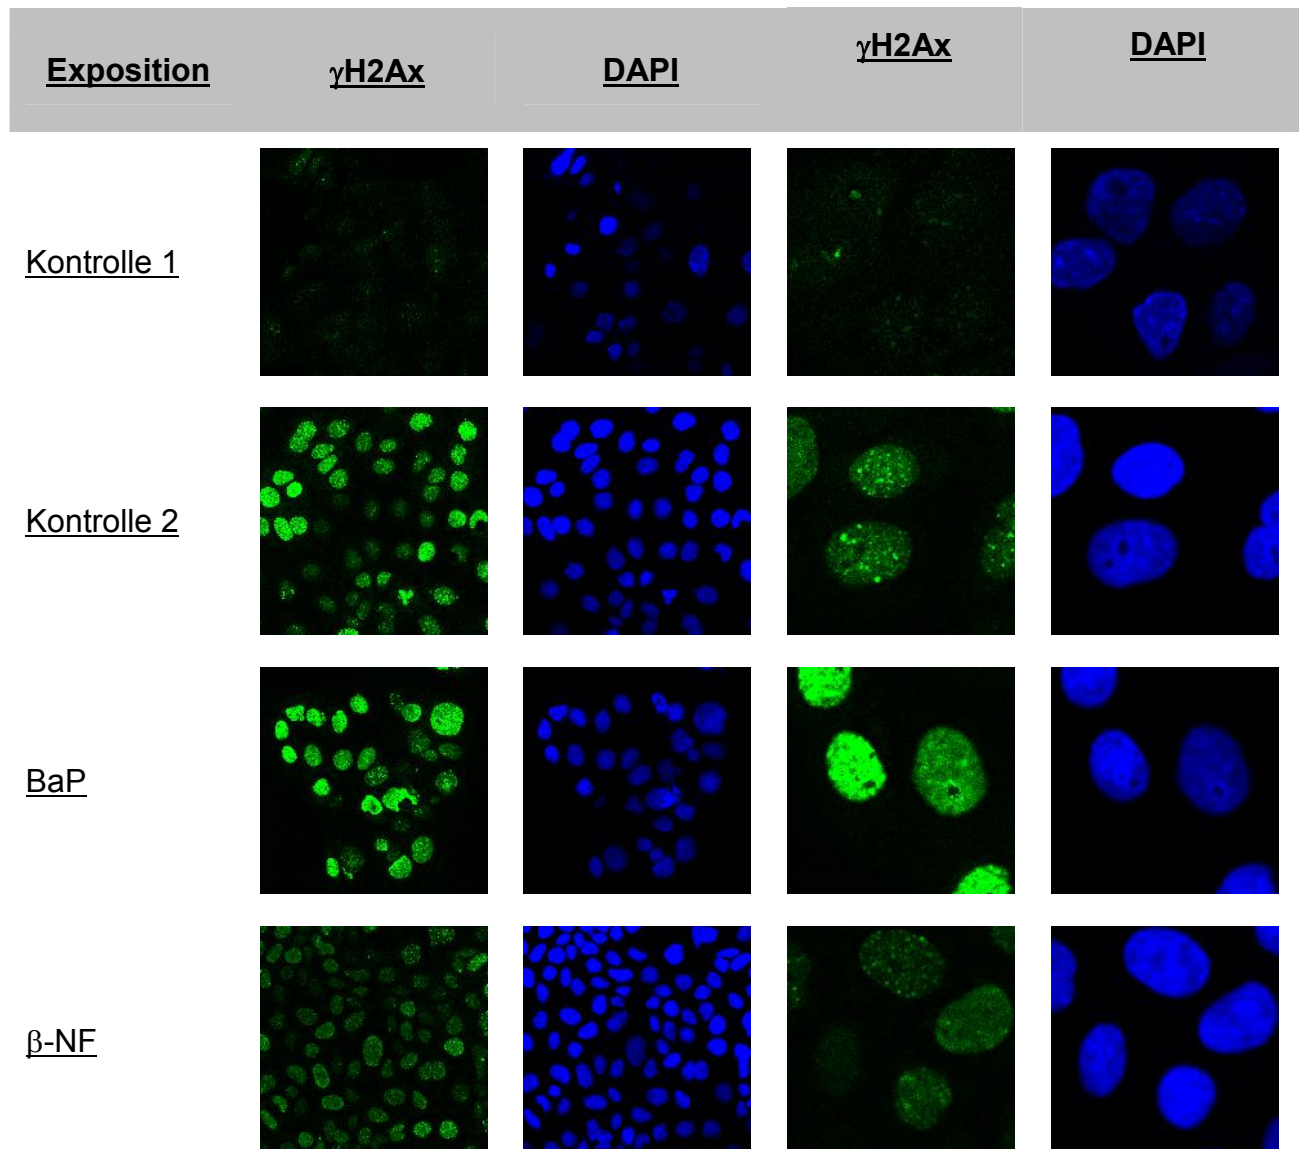 Exposition γH2Ax DAPI γH2Ax DAPI
Kontrolle 1
Kontrolle 2
BaP
β-NF